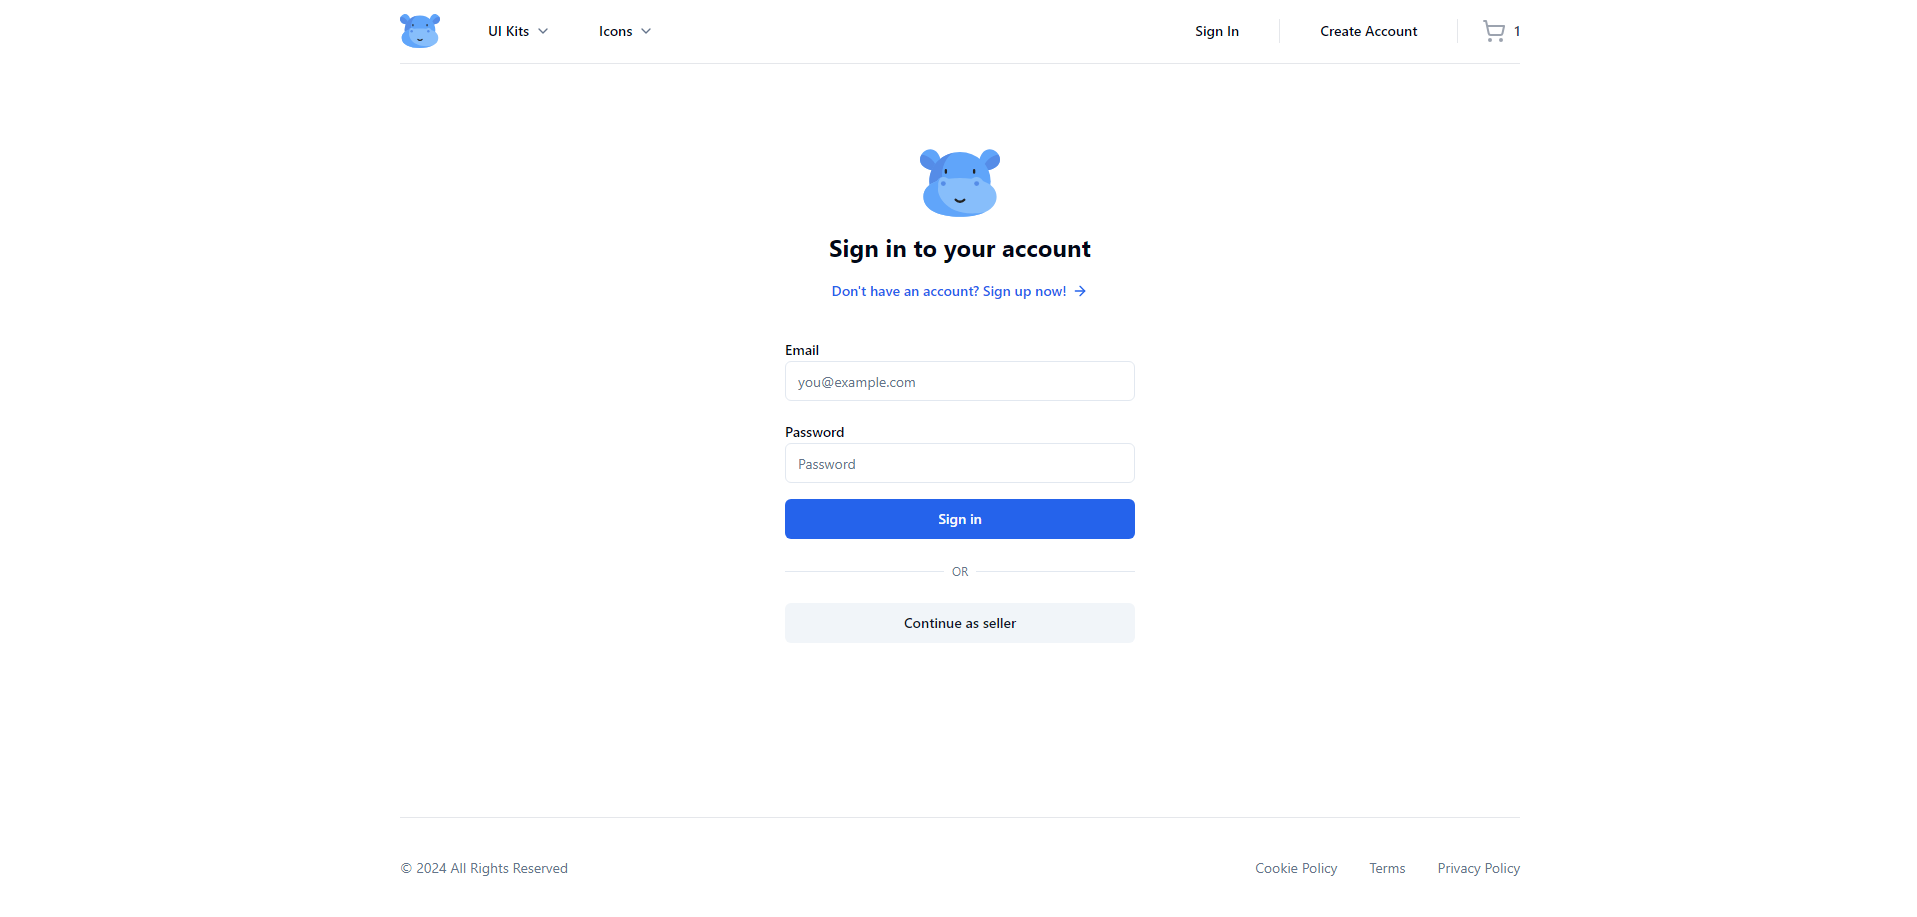 UI Kits Icons Sign In Create Account 1
Sign in to your account
Don't have an account? Sign up now!
Email
you@example.com
Password
Password
Sign in
OR
Continue as seller
© 2024 All Rights Reserved Cookie Policy Terms Privacy Policy